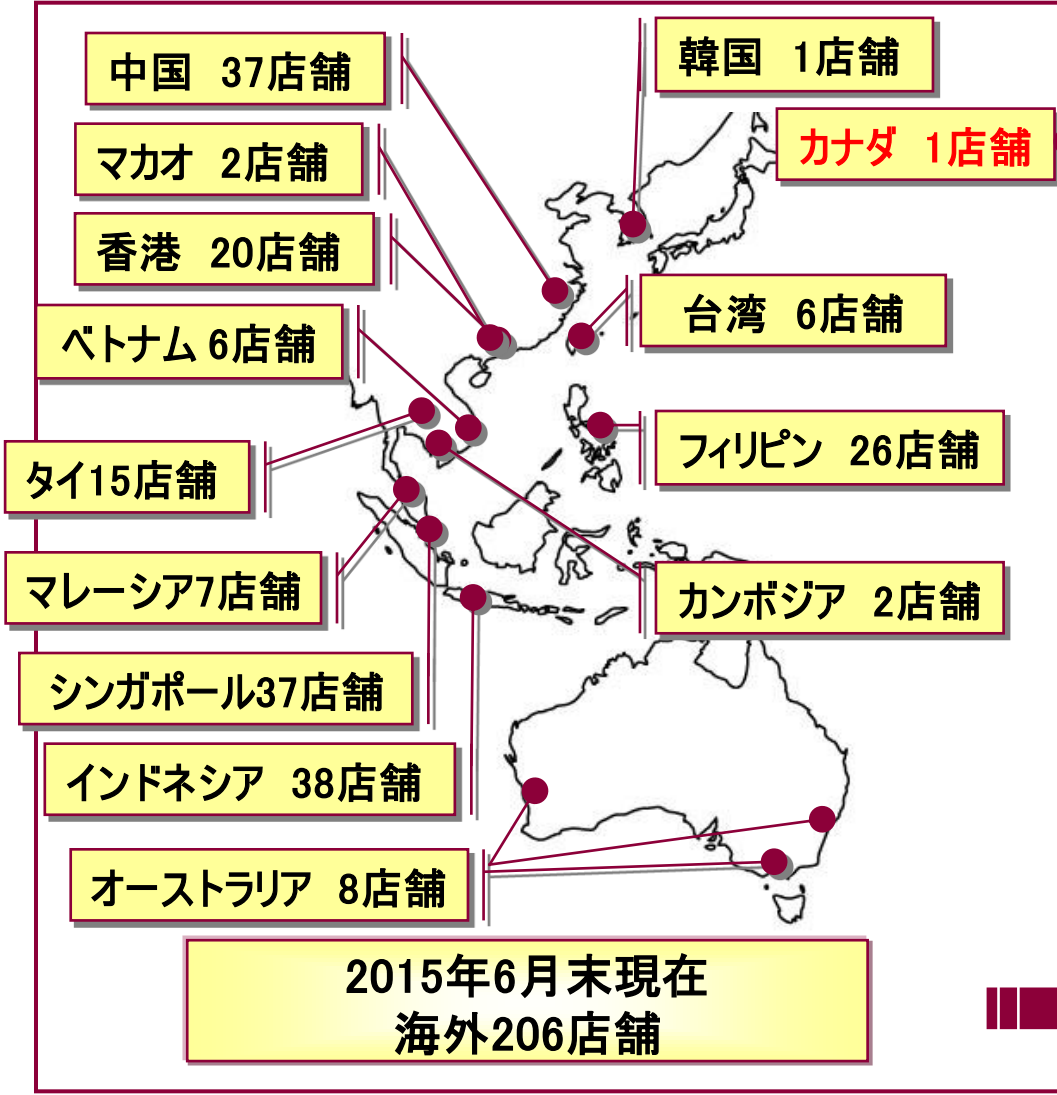 中国 37店舗
韓国 1店舗
マカオ 2店舗
カナダ 1店舗
香港 20店舗
台湾 6店舗
ベトナム 6店舗
フィリピン 26店舗
タイ15店舗
マレーシア7店舗
カンボジア 2店舗
シンガポール37店舗
インドネシア 38店舗
オーストラリア 8店舗
2015年6月末現在
海外206店舗